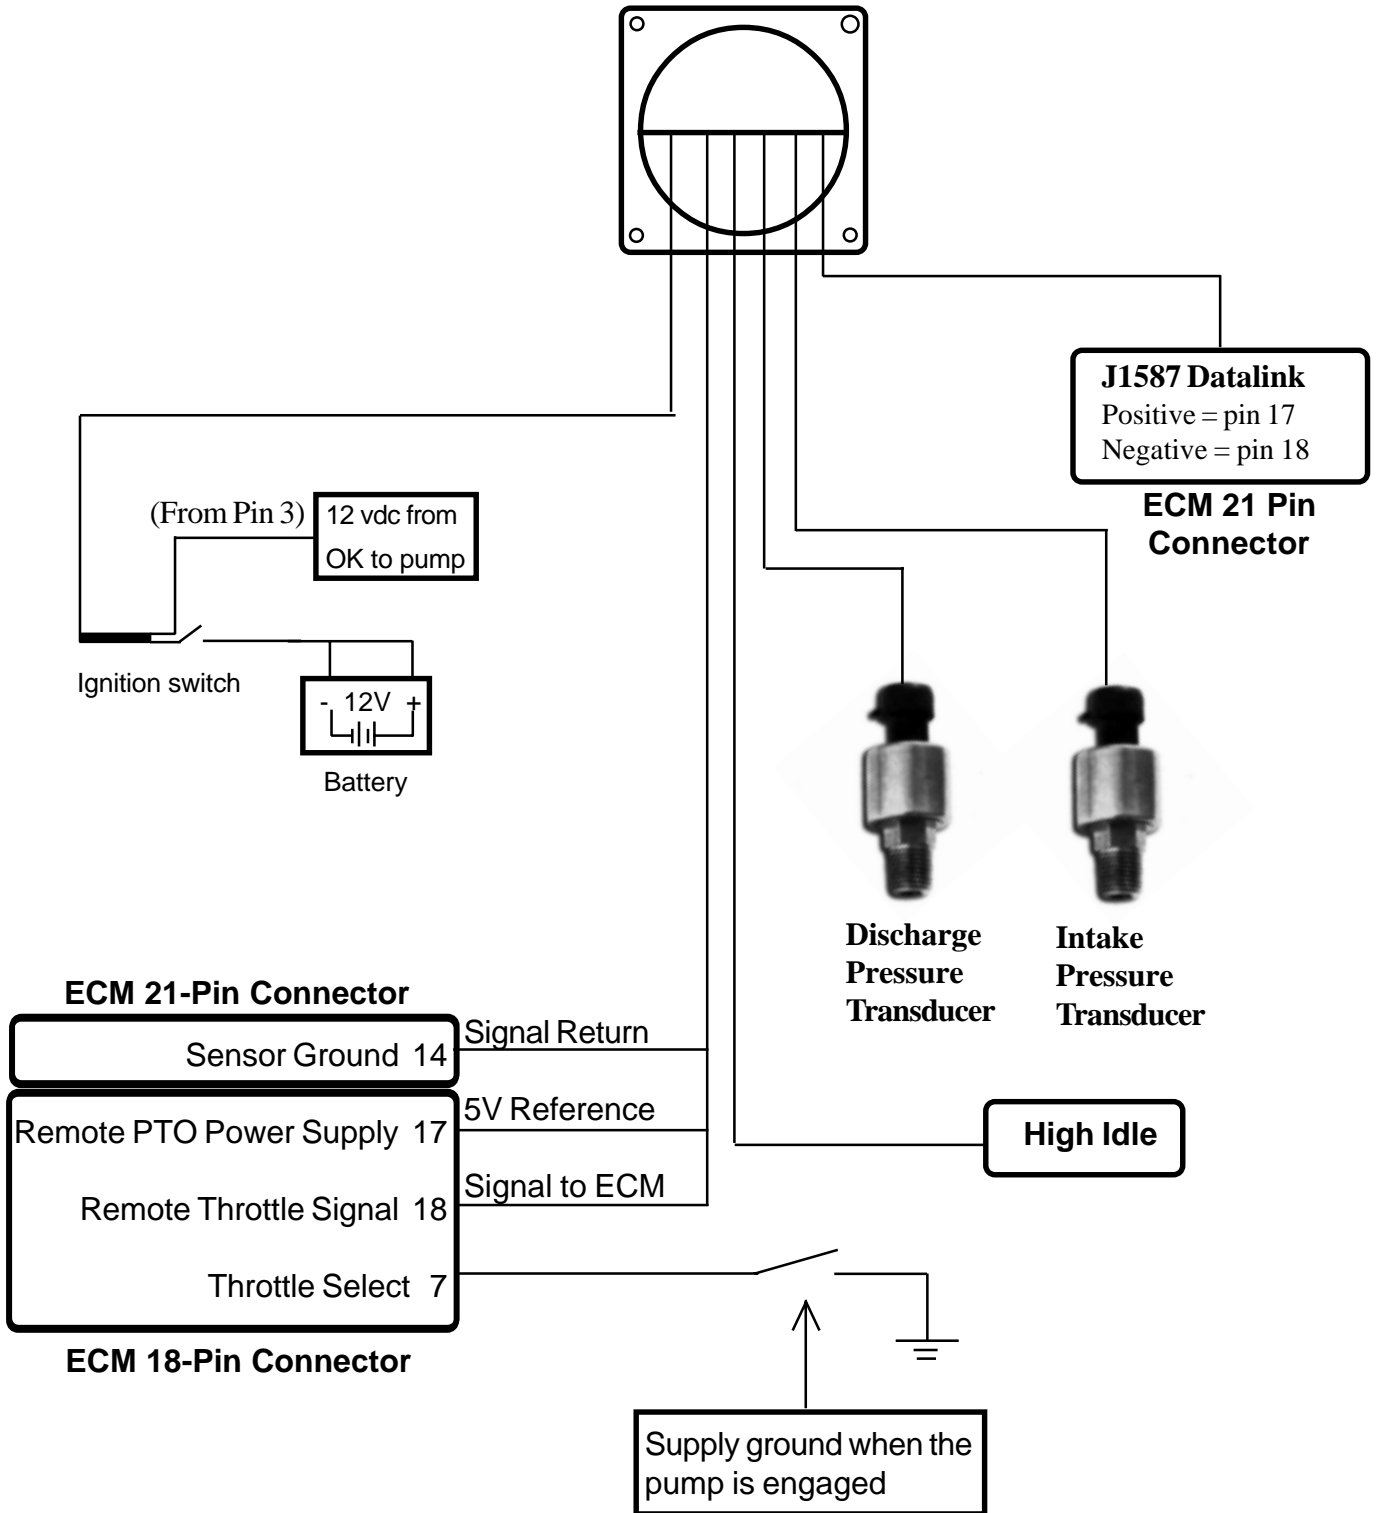 J1587 Datalink
Positive = pin 17
Negative = pin 18
ECM 21 Pin
Connector
(From Pin 3)
12 vdc from
OK to pump
Ignition switch
- 12V +
Battery
Discharge
Pressure
Transducer
Intake
Pressure
Transducer
ECM 21-Pin Connector
Sensor Ground 14
Signal Return
Remote PTO Power Supply 17
5V Reference
Remote Throttle Signal 18
Signal to ECM
Throttle Select 7
ECM 18-Pin Connector
High Idle
Supply ground when the
pump is engaged